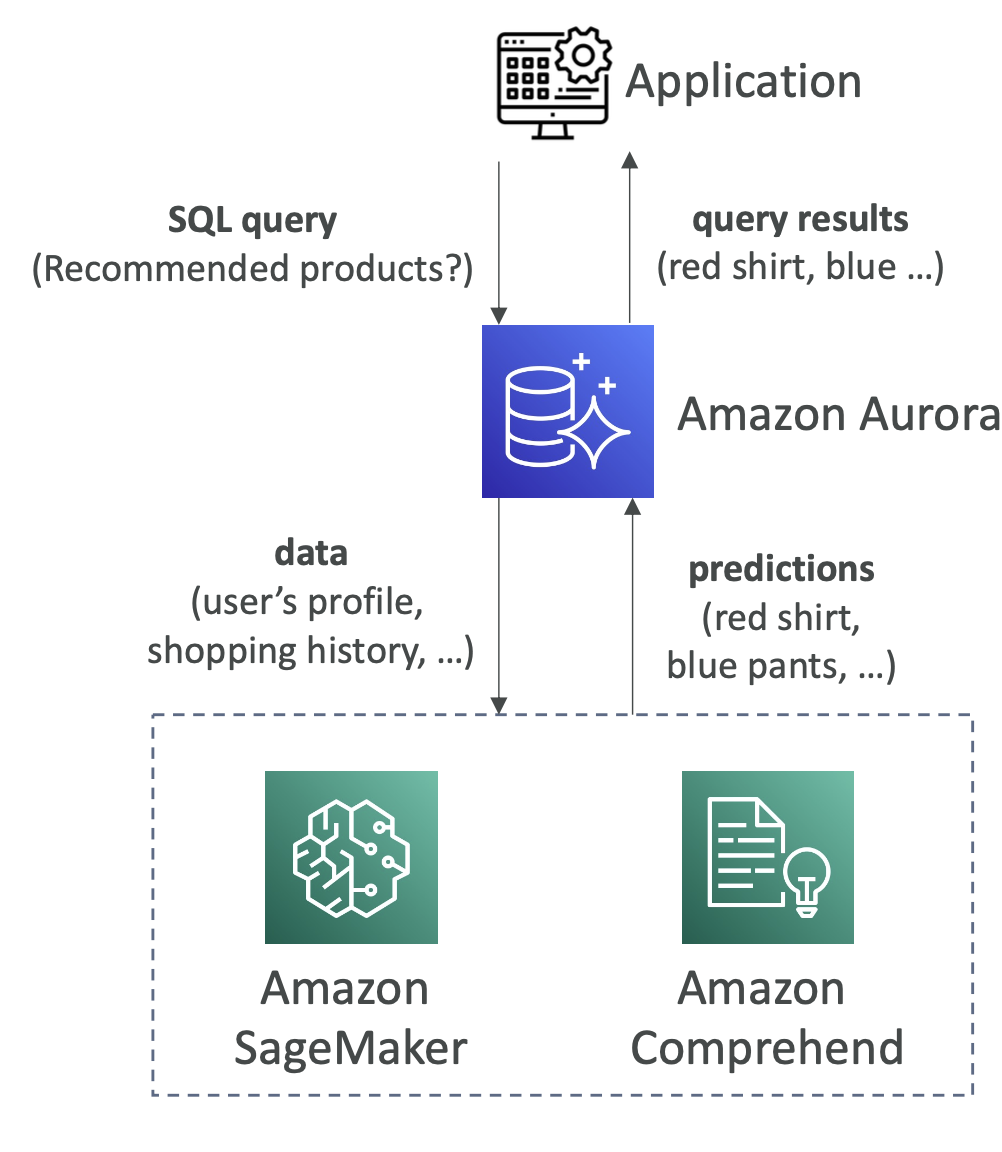 Application
SQL query
(Recommended products?)
query results
(red shirt, blue …)
Amazon Aurora
data
(user’s profile,
shopping history, …)
predictions
(red shirt,
blue pants, …)
Amazon
SageMaker
Amazon
Comprehend